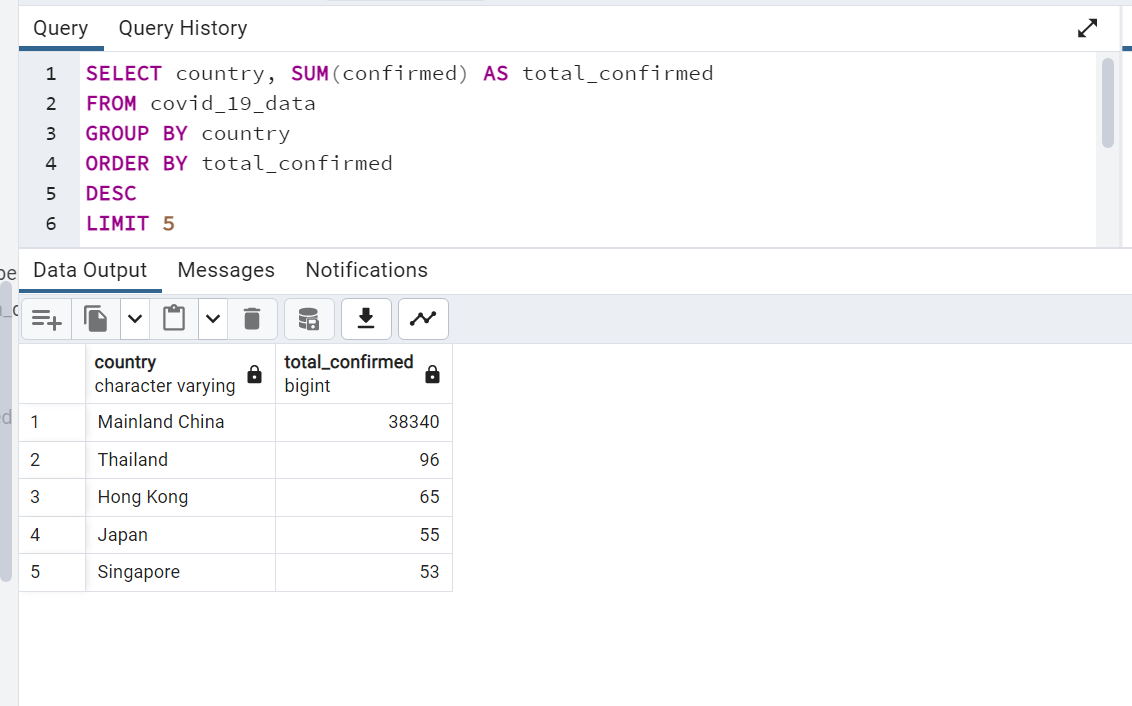 Query Query History
1 SELECT country, SUM(confirmed) AS total_confirmed
2 FROM covid_19_data
3 GROUP BY country
4 ORDER BY total_confirmed
5 DESC
6 LIMIT 5
Data Output Messages Notifications
country total_confirmed
character varying bigint
1 Mainland China 38340
2 Thailand 96
3 Hong Kong 65
4 Japan 55
5 Singapore 53